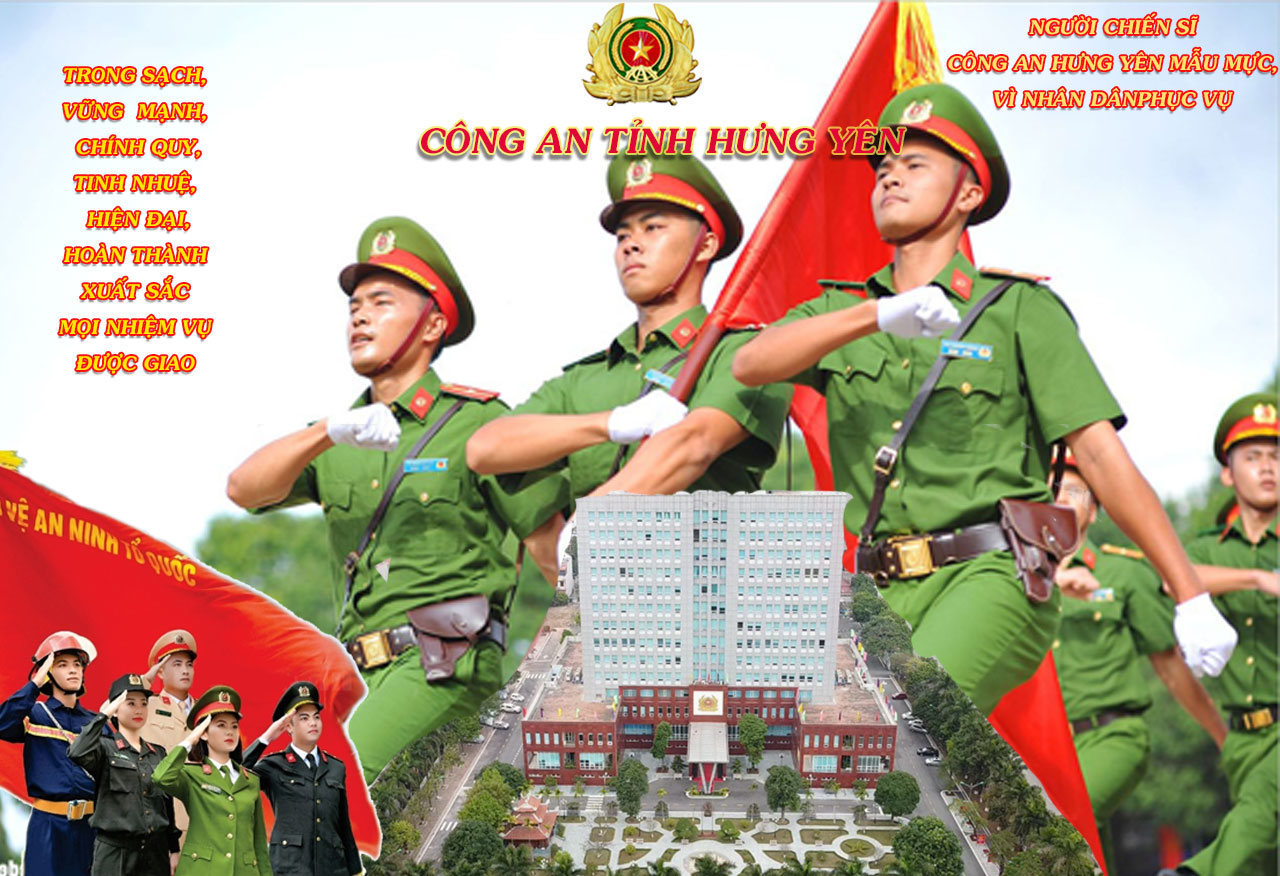 TRONG SẠCH,
VỮNG MẠNH,
CHÍNH QUY,
TINH NHUỆ,
HIỆN ĐẠI,
HOÀN THÀNH
XUẤT SẮC
MỌI NHIỆM VỤ
ĐƯỢC GIAO
CÔNG AN TỈNH HƯNG YÊN
NGƯỜI CHIẾN SĨ
CÔNG AN HƯNG YÊN MẪU MỰC,
VÌ NHÂN DÂNPHỤC VỤ
VỆ AN NINH TỔ QUỐC